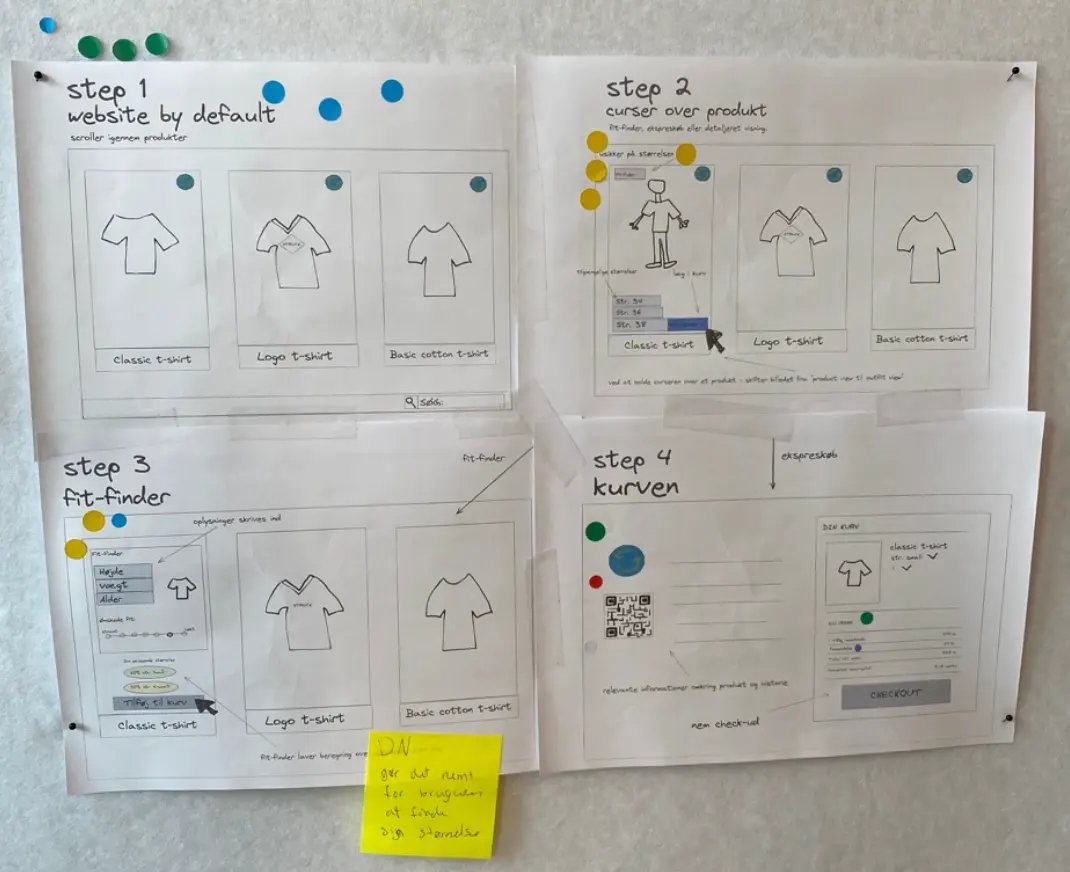 step 1
website by default
scroller igennem produkter
Classic t-shirt
Logo t-shirt
Basic cotton t-shirt
SØG:
step 2
curser over produkt
fit-finder, ekspreskøb eller detaljeret visning.
usikker på størrelsen
tilgængelige størrelser
læg i kurv
Str. 34
Str. 36
Str. 38
Classic t-shirt
Logo t-shirt
Basic cotton t-shirt
ved at holde curseren over et produkt - skifter billedet fra "product view til outfit view"
step 3
fit-finder
fit-finder
oplysninger skrives ind
fit-finder
Højde
Vægt
Alder
ønskede fit:
Tilføj til kurv
Classic t-shirt
Logo t-shirt
Basic cotton t-shirt
fit-finder laver beregning
step 4
kurven
ekspreskøb
DIN KURV
classic t-shirt
str. small
1
CHECKOUT
relevante informationer omkring produkt og historie
nem check-ud
DN
gør det nemt
for brugeren
at finde
sin størrelse